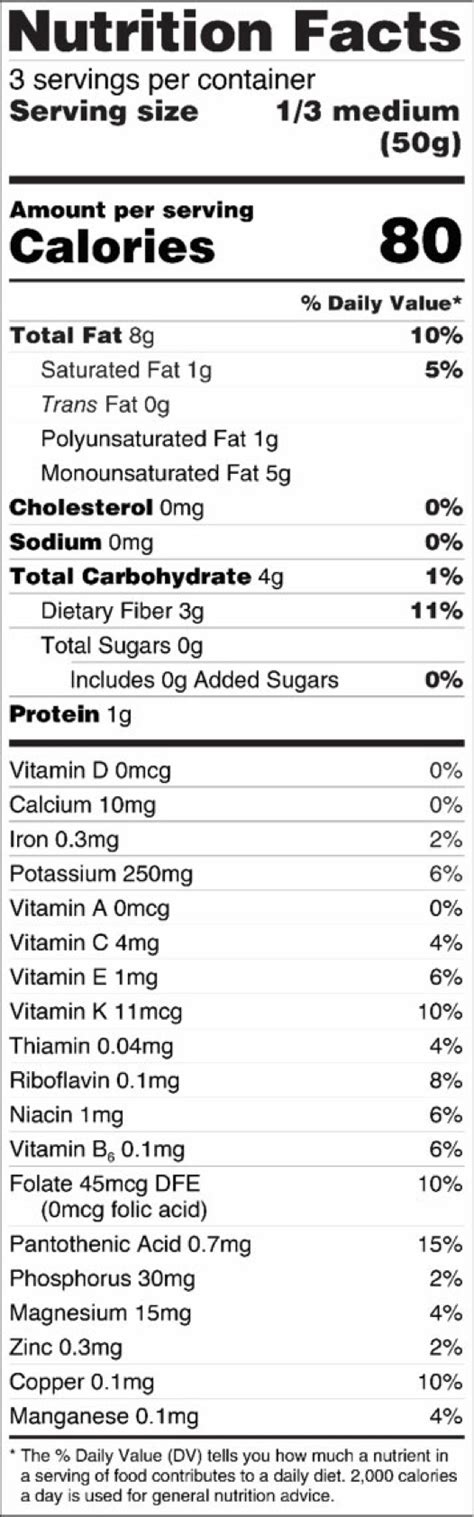 Nutrition Facts
3 servings per container
Serving size 1/3 medium
(50g)
Amount per serving
Calories 80
% Daily Value*
Total Fat 8g 10%
Saturated Fat 1g 5%
Trans Fat 0g
Polyunsaturated Fat 1g
Monounsaturated Fat 5g
Cholesterol 0mg 0%
Sodium 0mg 0%
Total Carbohydrate 4g 1%
Dietary Fiber 3g 11%
Total Sugars 0g
Includes 0g Added Sugars 0%
Protein 1g
Vitamin D 0mcg 0%
Calcium 10mg 0%
Iron 0.3mg 2%
Potassium 250mg 6%
Vitamin A 0mcg 0%
Vitamin C 4mg 4%
Vitamin E 1mg 6%
Vitamin K 11mcg 10%
Thiamin 0.04mg 4%
Riboflavin 0.1mg 8%
Niacin 1mg 6%
Vitamin B₆ 0.1mg 6%
Folate 45mcg DFE 10%
(0mcg folic acid)
Pantothenic Acid 0.7mg 15%
Phosphorus 30mg 2%
Magnesium 15mg 4%
Zinc 0.3mg 2%
Copper 0.1mg 10%
Manganese 0.1mg 4%
* The % Daily Value (DV) tells you how much a nutrient in
a serving of food contributes to a daily diet. 2,000 calories
a day is used for general nutrition advice.